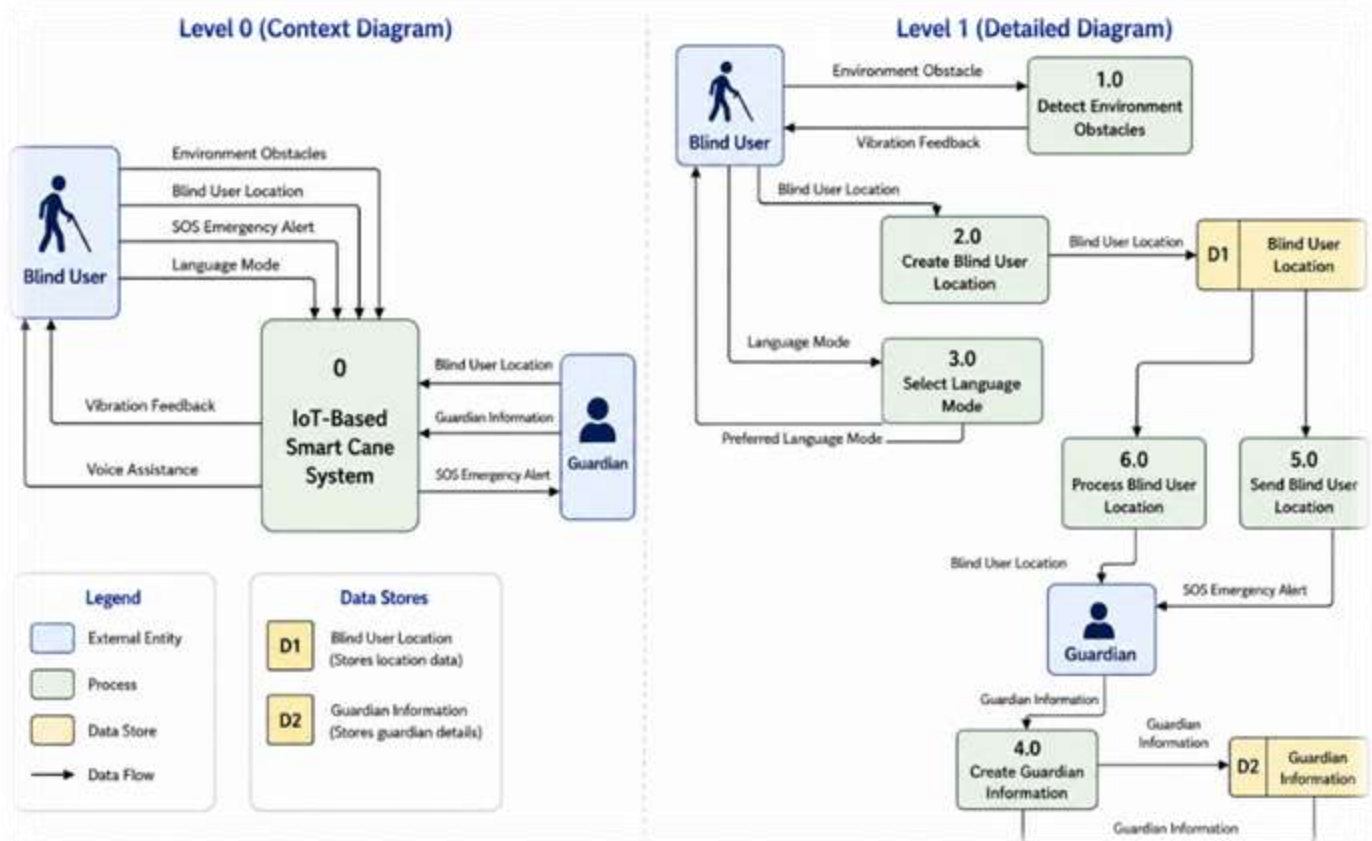 Level 0 (Context Diagram)
Blind User
Environment Obstacles
Blind User Location
SOS Emergency Alert
Language Mode
0
IoT-Based
Smart Cane
System
Vibration Feedback
Voice Assistance
Blind User Location
Guardian Information
SOS Emergency Alert
Guardian
Legend
External Entity
Process
Data Store
Data Flow
Data Stores
D1
Blind User Location
(Stores location data)
D2
Guardian Information
(Stores guardian details)
Level 1 (Detailed Diagram)
Blind User
Environment Obstacle
Vibration Feedback
1.0
Detect Environment
Obstacles
Blind User Location
2.0
Create Blind User
Location
Blind User Location
D1
Blind User
Location
Language Mode
3.0
Select Language
Mode
Preferred Language Mode
6.0
Process Blind User
Location
5.0
Send Blind User
Location
Blind User Location
SOS Emergency Alert
Guardian
Guardian Information
4.0
Create Guardian
Information
Guardian
Information
D2
Guardian
Information
Guardian Information